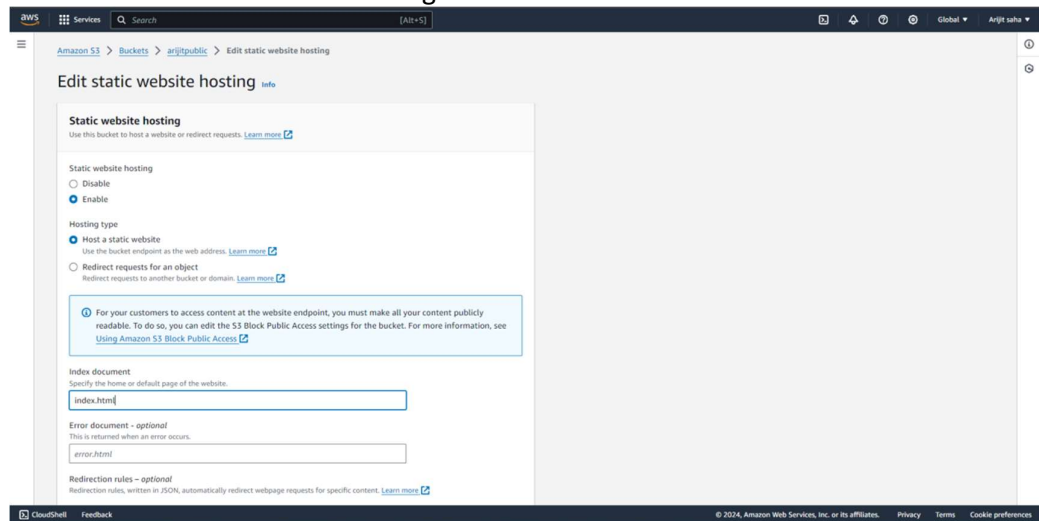 aws
Services
Search
[Alt+S]
Global
Arijit saha
Amazon S3 > Buckets > arijitpublic > Edit static website hosting
Edit static website hosting Info
Static website hosting
Use this bucket to host a website or redirect requests. Learn more
Static website hosting
Disable
Enable
Hosting type
Host a static website
Use the bucket endpoint as the web address. Learn more
Redirect requests for an object
Redirect requests to another bucket or domain. Learn more
For your customers to access content at the website endpoint, you must make all your content publicly
readable. To do so, you can edit the S3 Block Public Access settings for the bucket. For more information, see
Using Amazon S3 Block Public Access
Index document
Specify the home or default page of the website.
index.html
Error document - optional
This is returned when an error occurs.
error.html
Redirection rules – optional
Redirection rules, written in JSON, automatically redirect webpage requests for specific content. Learn more
CloudShell Feedback © 2024, Amazon Web Services, Inc. or its affiliates. Privacy Terms Cookie preferences